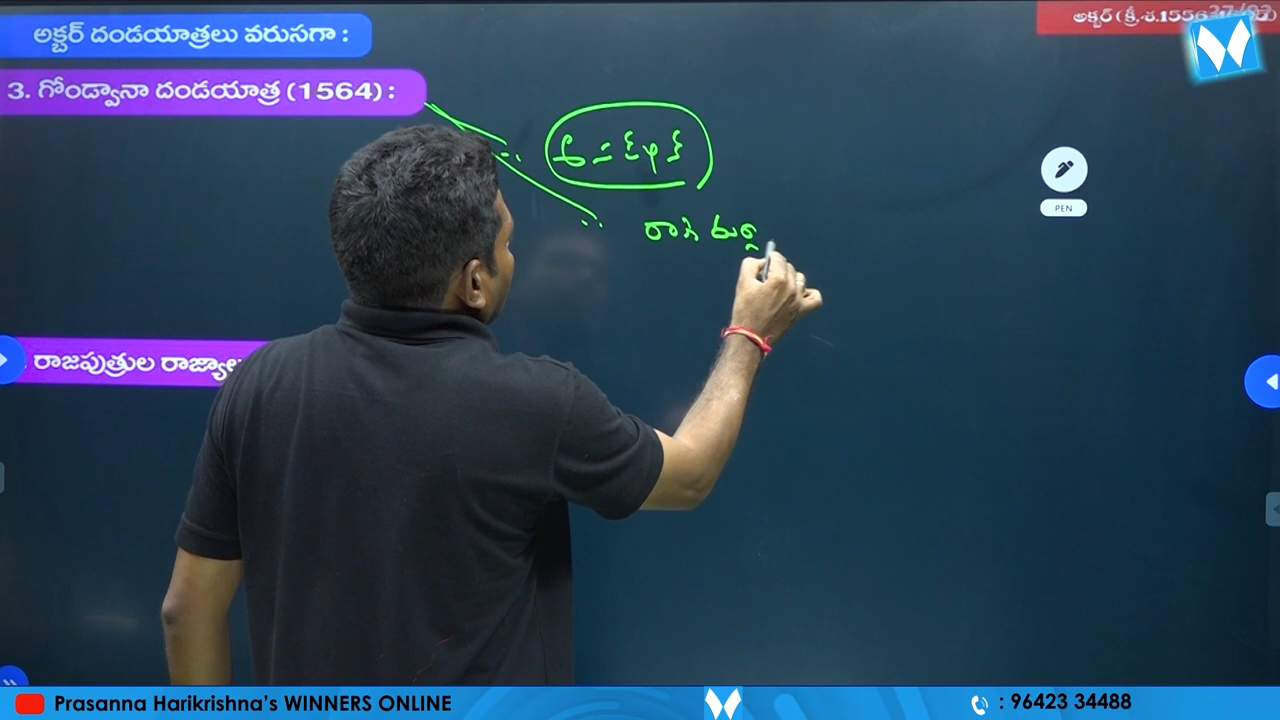 అక్బర్ దండయాత్రలు వరుసగా :
3. గోండ్వానా దండయాత్ర (1564) :
రాణి దుర్గ
రాజపుత్రుల
PEN
Prasanna Harikrishna's WINNERS ONLINE
: 96423 34488